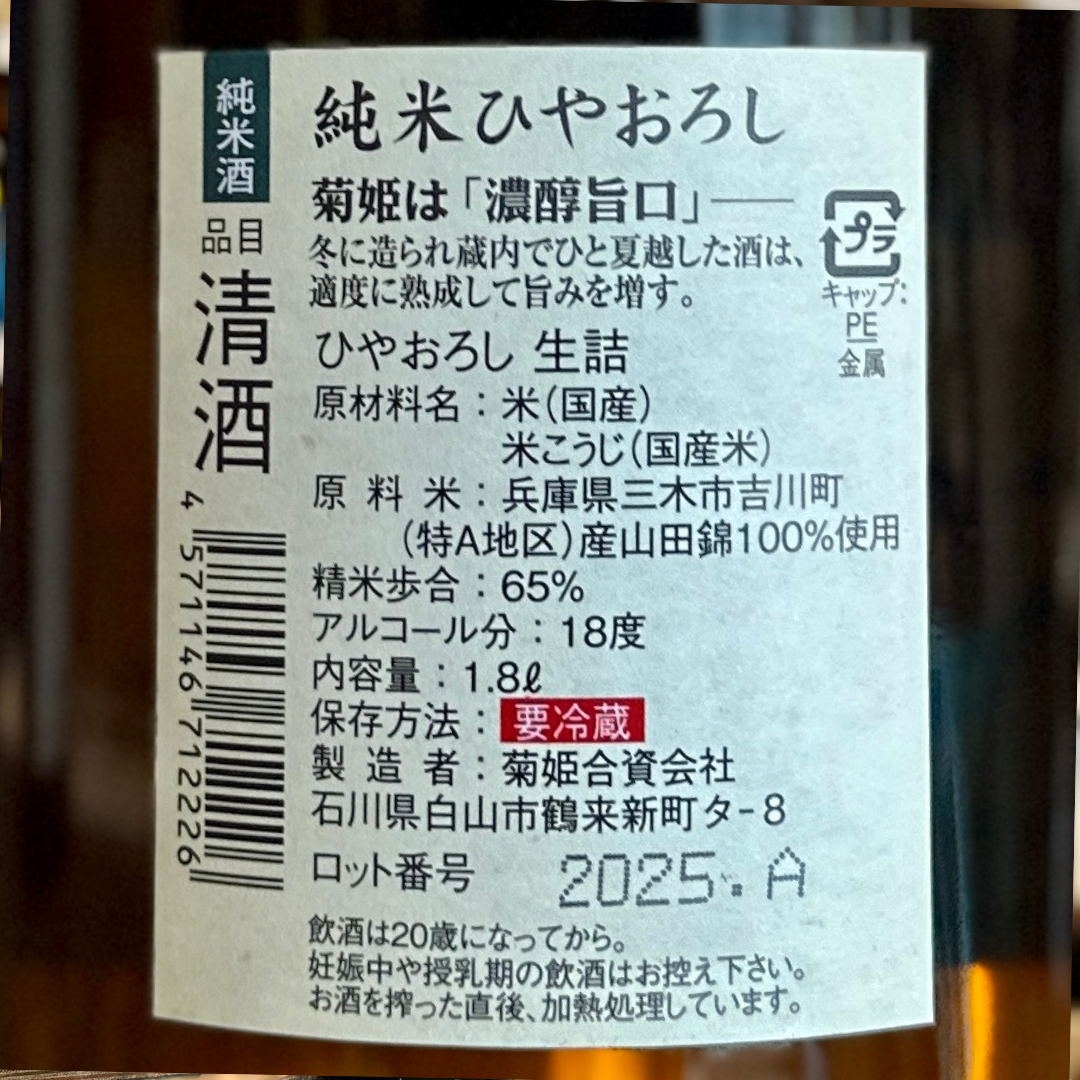 純米酒
品目
清酒
4 571146 712226
純米ひやおろし
菊姫は「濃醇旨口」――
冬に造られ蔵内でひと夏越した酒は、
適度に熟成して旨みを増す。
プラ
キャップ:
PE
金属
ひやおろし 生詰
原材料名：米(国産)
米こうじ(国産米)
原料米：兵庫県三木市吉川町
(特A地区)産山田錦100%使用
精米歩合：65%
アルコール分：18度
内容量：1.8ℓ
保存方法：要冷蔵
製造者：菊姫合資会社
石川県白山市鶴来新町タ-8
ロット番号 2025.A
飲酒は20歳になってから。
妊娠中や授乳期の飲酒はお控え下さい。
お酒を搾った直後、加熱処理しています。